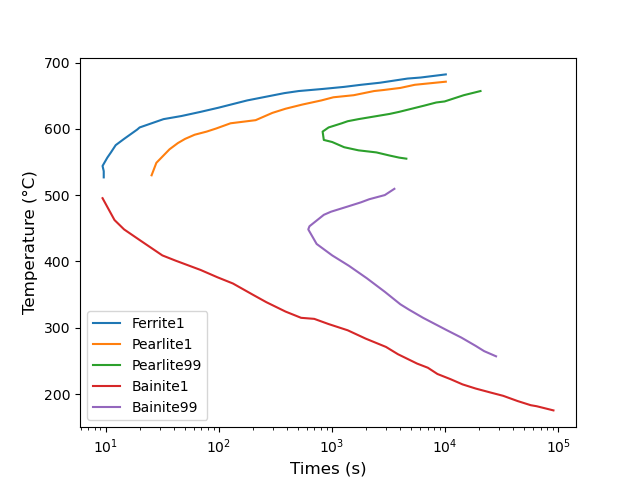 700
600
500
400
300
200
Temperature (°C)
Ferrite1
Pearlite1
Pearlite99
Bainite1
Bainite99
10¹ 10² 10³ 10⁴ 10⁵
Times (s)